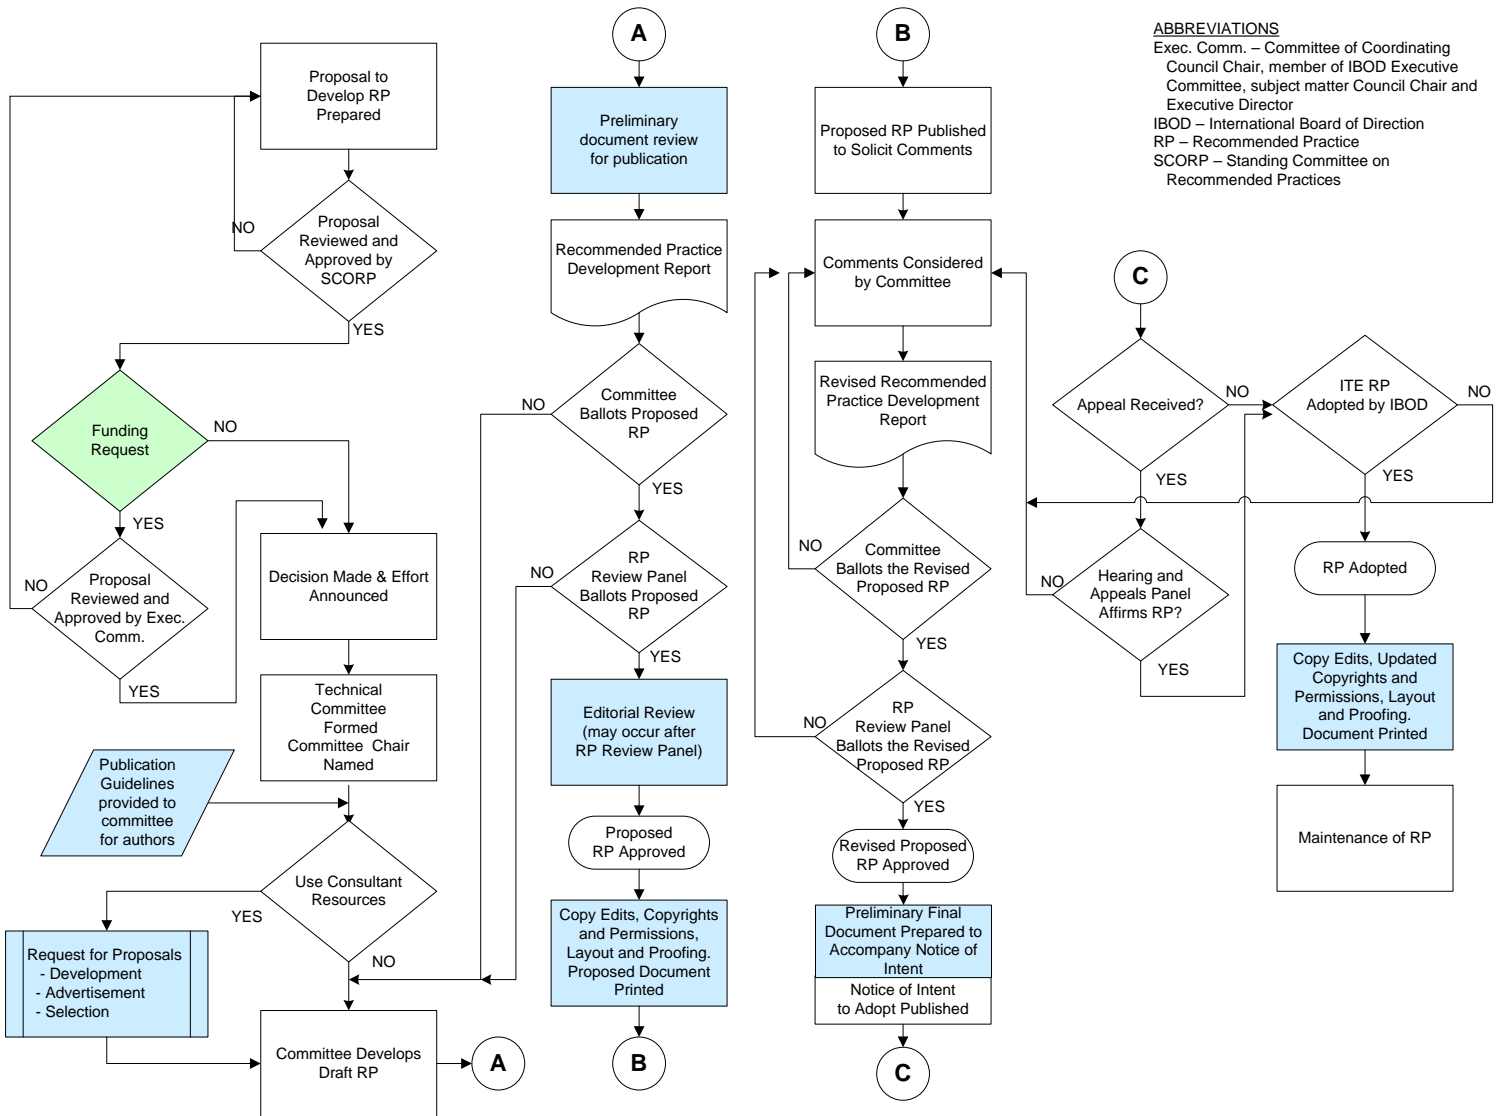 Proposal to
Develop RP
Prepared
NO
Proposal
Reviewed and
Approved by
SCORP
YES
Funding
Request
NO
YES
NO
Proposal
Reviewed and
Approved by Exec.
Comm.
YES
Decision Made & Effort
Announced
Technical
Committee
Formed
Committee Chair
Named
Publication
Guidelines
provided to
committee
for authors
Use Consultant
Resources
YES
NO
Request for Proposals
- Development
- Advertisement
- Selection
Committee Develops
Draft RP
A
A
Preliminary
document review
for publication
Recommended Practice
Development Report
NO
Committee
Ballots Proposed
RP
YES
NO
RP
Review Panel
Ballots Proposed
RP
YES
Editorial Review
(may occur after
RP Review Panel)
Proposed
RP Approved
Copy Edits, Copyrights
and Permissions,
Layout and Proofing.
Proposed Document
Printed
B
B
Proposed RP Published
to Solicit Comments
Comments Considered
by Committee
Revised Recommended
Practice Development
Report
NO
Committee
Ballots the Revised
Proposed RP
YES
NO
RP
Review Panel
Ballots the Revised
Proposed RP
YES
Revised Proposed
RP Approved
Preliminary Final
Document Prepared to
Accompany Notice of
Intent
Notice of Intent
to Adopt Published
C
ABBREVIATIONS
Exec. Comm. – Committee of Coordinating
Council Chair, member of IBOD Executive
Committee, subject matter Council Chair and
Executive Director
IBOD – International Board of Direction
RP – Recommended Practice
SCORP – Standing Committee on
Recommended Practices
C
Appeal Received?
NO
YES
NO
Hearing and
Appeals Panel
Affirms RP?
YES
ITE RP
Adopted by IBOD
NO
YES
RP Adopted
Copy Edits, Updated
Copyrights and
Permissions, Layout
and Proofing.
Document Printed
Maintenance of RP